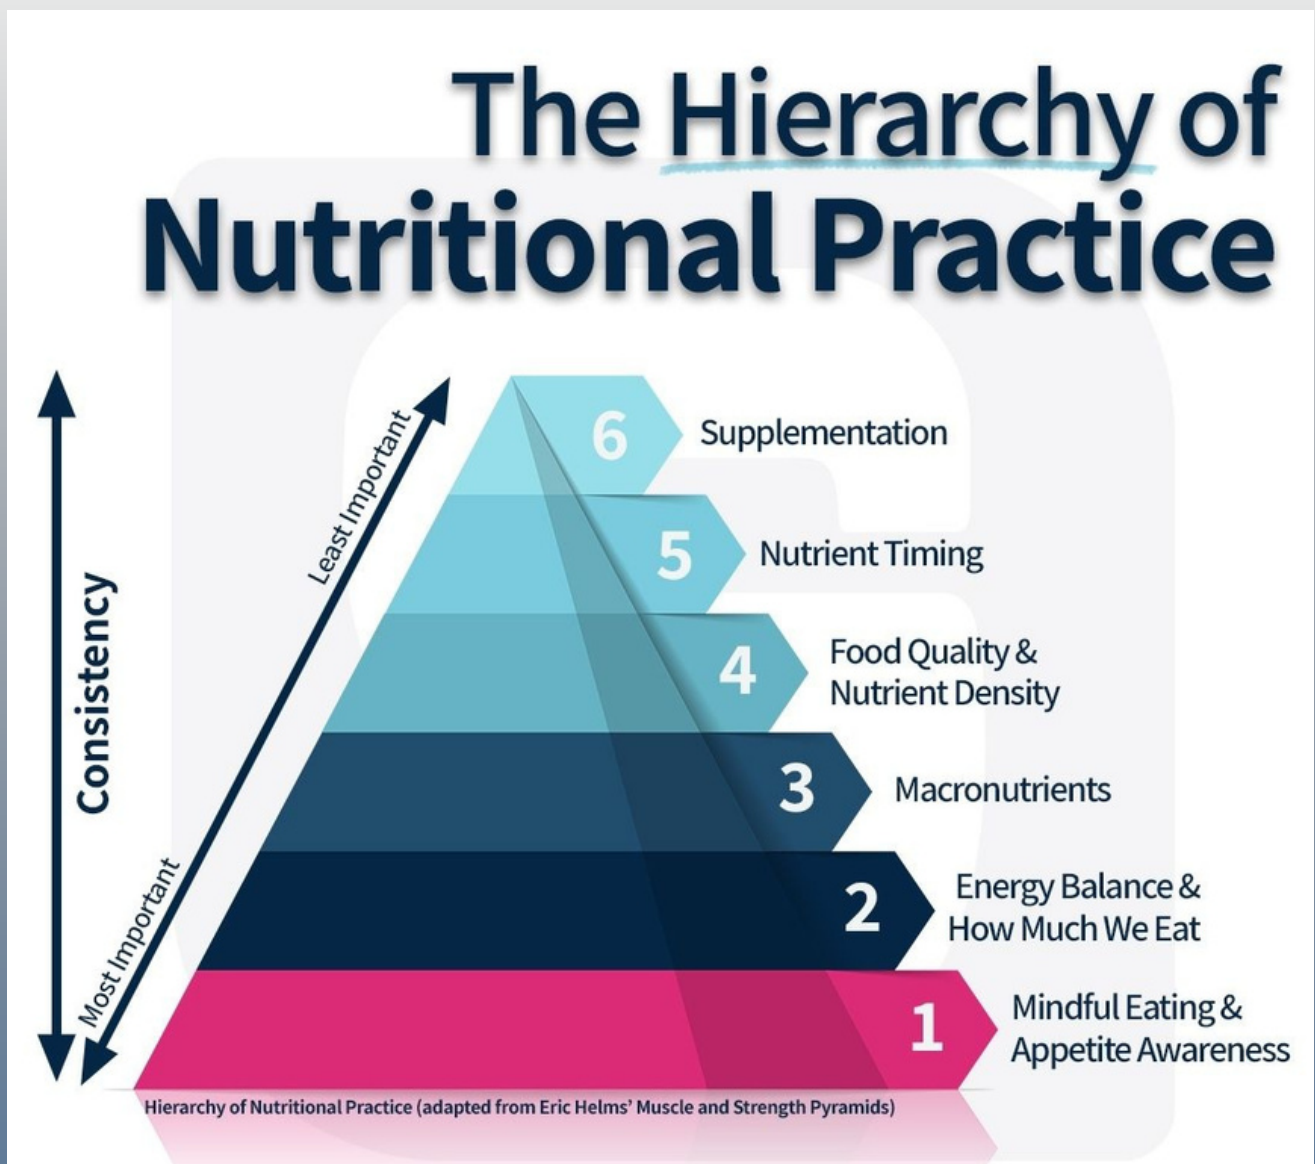 The Hierarchy of
Nutritional Practice
Consistency
Least Important
Most Important
6
Supplementation
5
Nutrient Timing
4
Food Quality &
Nutrient Density
3
Macronutrients
2
Energy Balance &
How Much We Eat
1
Mindful Eating &
Appetite Awareness
Hierarchy of Nutritional Practice (adapted from Eric Helms' Muscle and Strength Pyramids)